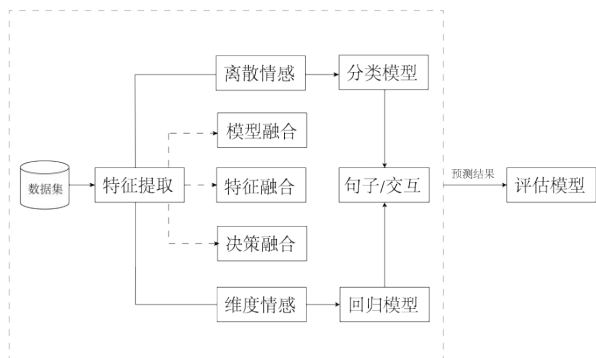 离散情感
分类模型
模型融合
数据集
特征提取
特征融合
句子/交互
预测结果
评估模型
决策融合
维度情感
回归模型